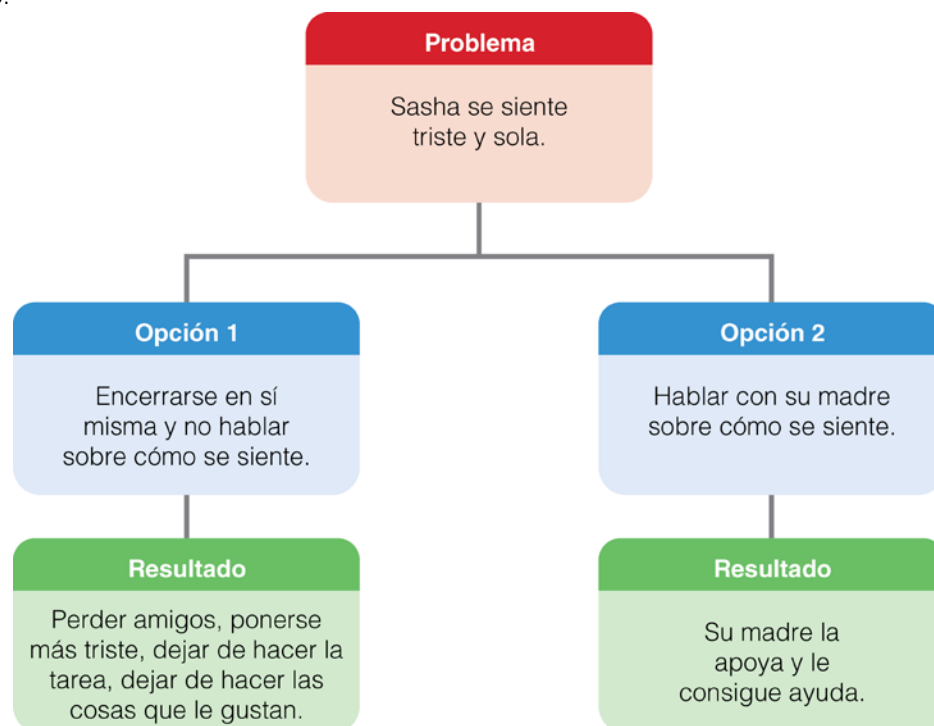 Problema
Sasha se siente
triste y sola.
Opción 1
Encerrarse en sí
misma y no hablar
sobre cómo se siente.
Opción 2
Hablar con su madre
sobre cómo se siente.
Resultado
Perder amigos, ponerse
más triste, dejar de hacer la
tarea, dejar de hacer las
cosas que le gustan.
Resultado
Su madre la
apoya y le
consigue ayuda.